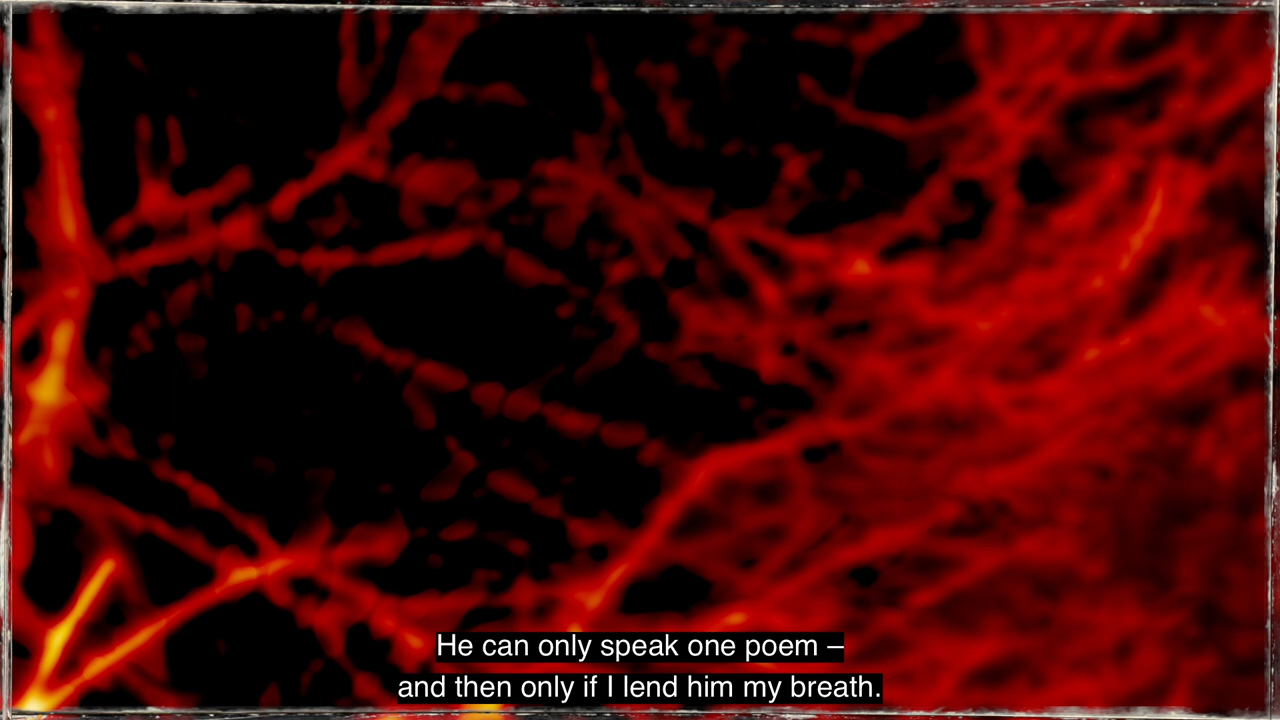 He can only speak one poem –
and then only if I lend him my breath.